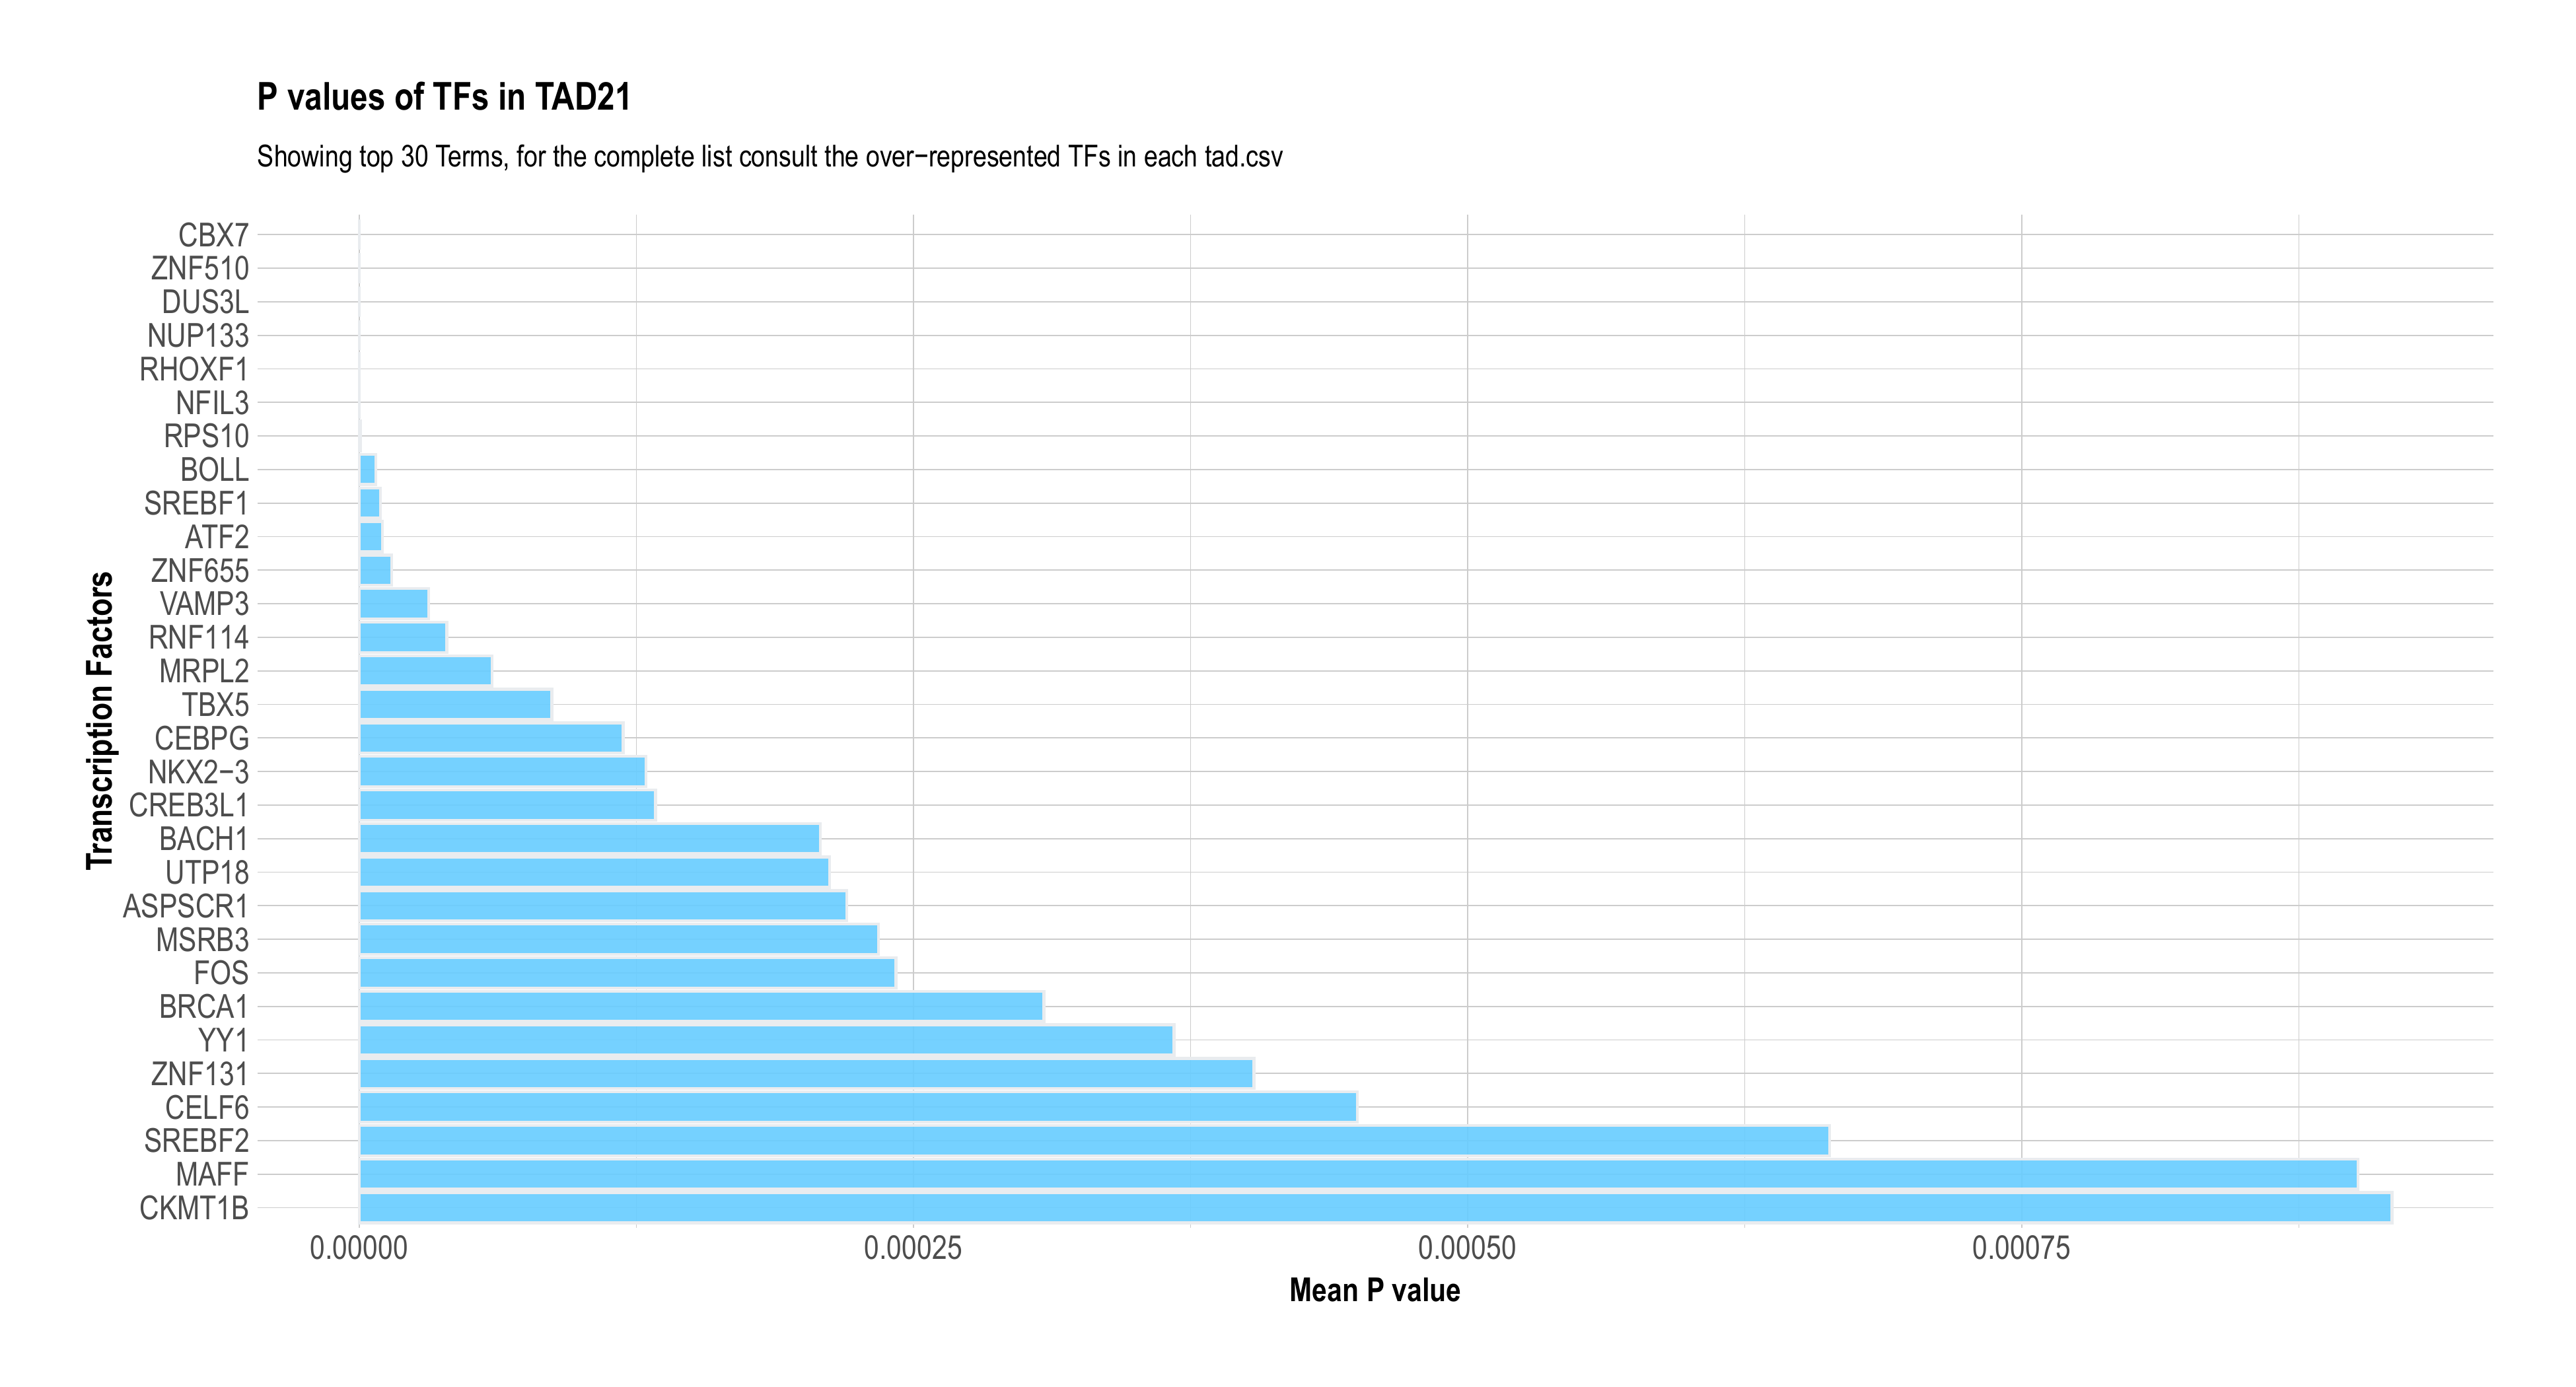 P values of TFs in TAD21
Showing top 30 Terms, for the complete list consult the over−represented TFs in each tad.csv
Transcription Factors
CBX7
ZNF510
DUS3L
NUP133
RHOXF1
NFIL3
RPS10
BOLL
SREBF1
ATF2
ZNF655
VAMP3
RNF114
MRPL2
TBX5
CEBPG
NKX2−3
CREB3L1
BACH1
UTP18
ASPSCR1
MSRB3
FOS
BRCA1
YY1
ZNF131
CELF6
SREBF2
MAFF
CKMT1B
0.00000 0.00025 0.00050 0.00075
Mean P value